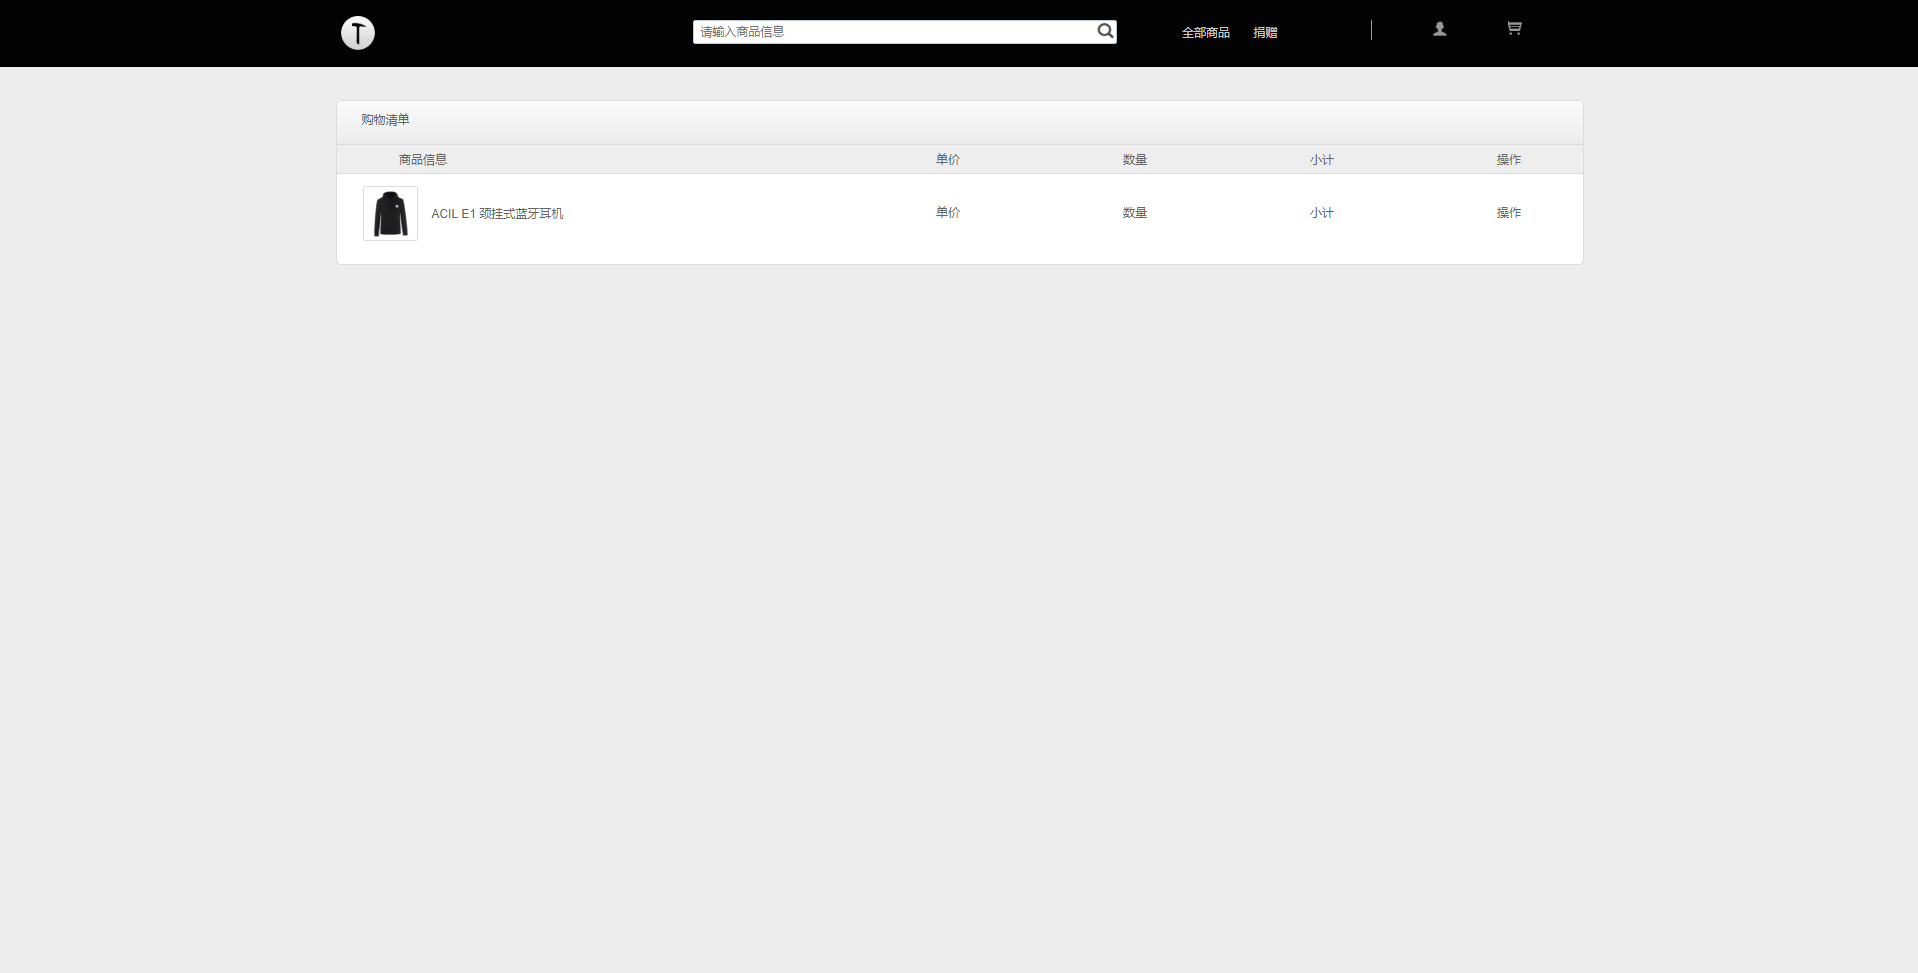 请输入商品信息 全部商品 捐赠
购物清单
商品信息 单价 数量 小计 操作
ACIL E1 颈挂式蓝牙耳机 单价 数量 小计 操作